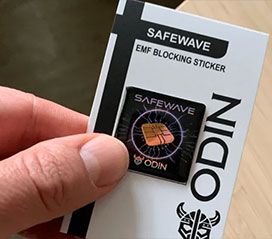 SAFEWAVE
EMF BLOCKING STICKER
SAFEWAVE
ODIN
ODIN